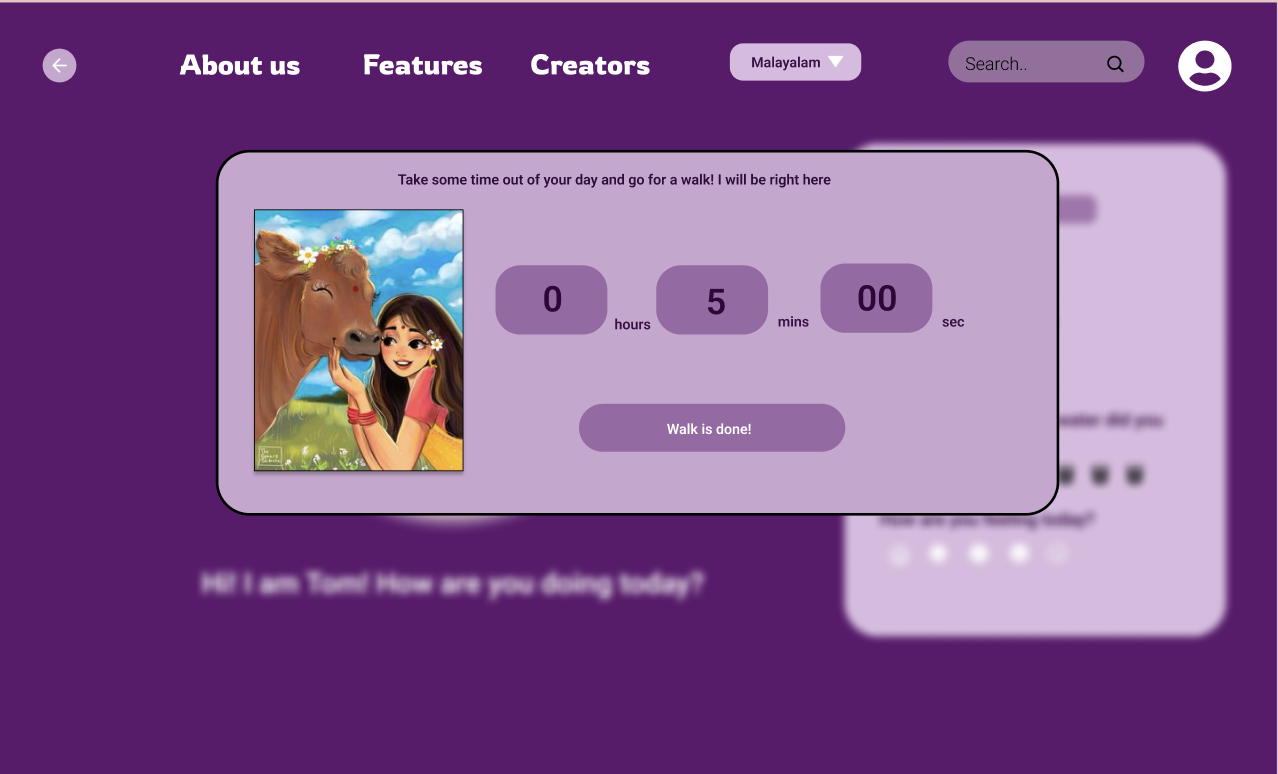 About us
Features
Creators
Malayalam
Search..
Take some time out of your day and go for a walk! I will be right here
0
hours
5
mins
00
sec
Walk is done!
water did you
How are you feeling today?
Hi! I am Tom! How are you doing today?